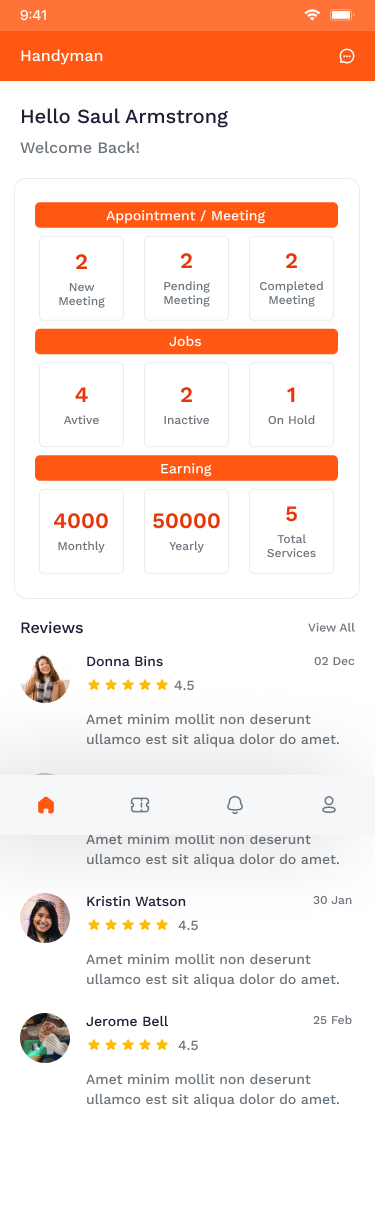 9:41
Handyman
Hello Saul Armstrong
Welcome Back!
Appointment / Meeting
2
New
Meeting
2
Pending
Meeting
2
Completed
Meeting
Jobs
4
Avtive
2
Inactive
1
On Hold
Earning
4000
Monthly
50000
Yearly
5
Total
Services
Reviews
View All
Donna Bins
02 Dec
4.5
Amet minim mollit non deserunt
ullamco est sit aliqua dolor do amet.
Amet minim mollit non deserunt
ullamco est sit aliqua dolor do amet.
Kristin Watson
30 Jan
4.5
Amet minim mollit non deserunt
ullamco est sit aliqua dolor do amet.
Jerome Bell
25 Feb
4.5
Amet minim mollit non deserunt
ullamco est sit aliqua dolor do amet.